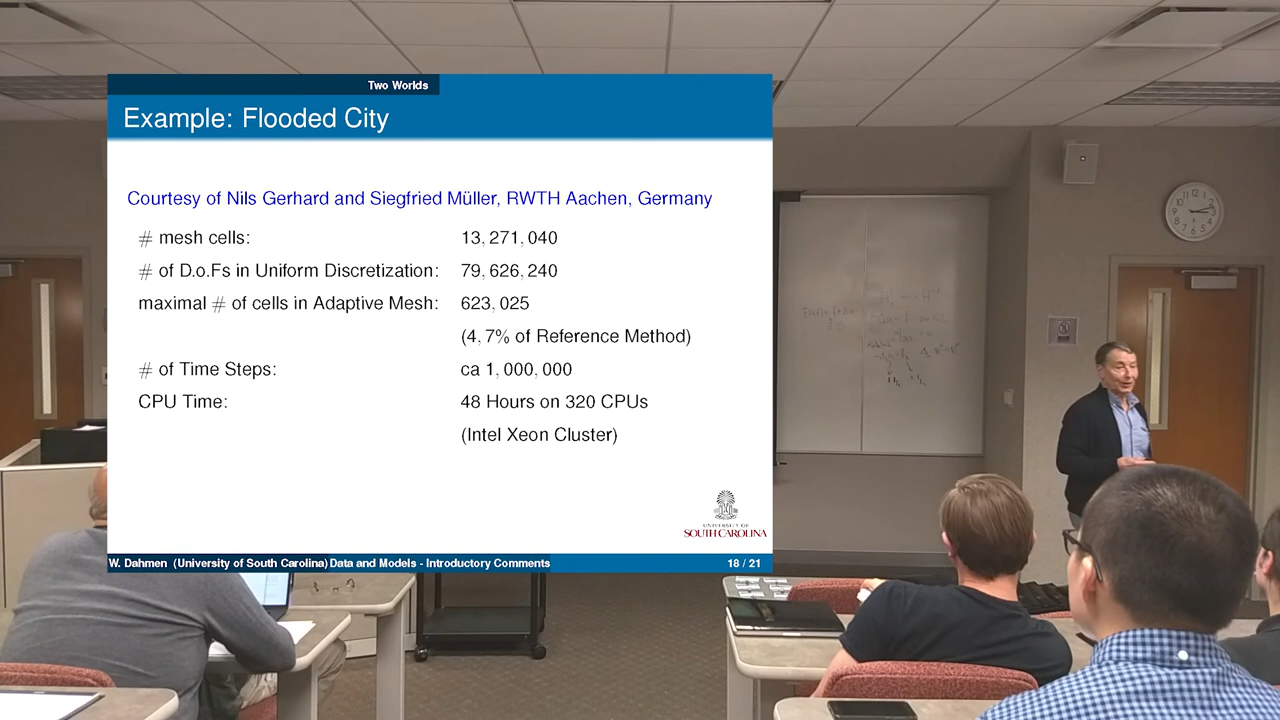 Two Worlds
Example: Flooded City
Courtesy of Nils Gerhard and Siegfried Müller, RWTH Aachen, Germany
# mesh cells: 13, 271, 040
# of D.o.Fs in Uniform Discretization: 79, 626, 240
maximal # of cells in Adaptive Mesh: 623, 025
(4, 7% of Reference Method)
# of Time Steps: ca 1, 000, 000
CPU Time: 48 Hours on 320 CPUs
(Intel Xeon Cluster)
UNIVERSITY OF
SOUTH CAROLINA
W. Dahmen (University of South Carolina) Data and Models - Introductory Comments 18 / 21